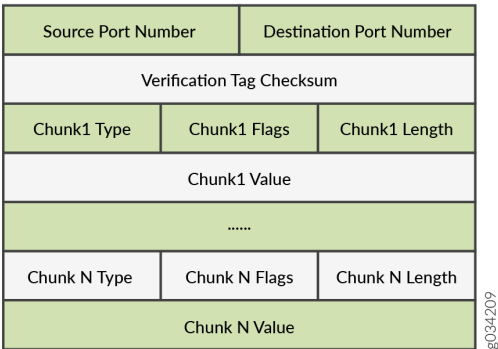 Source Port Number Destination Port Number
Verification Tag Checksum
Chunk1 Type Chunk1 Flags Chunk1 Length
Chunk1 Value
......
Chunk N Type Chunk N Flags Chunk N Length
Chunk N Value
g034209